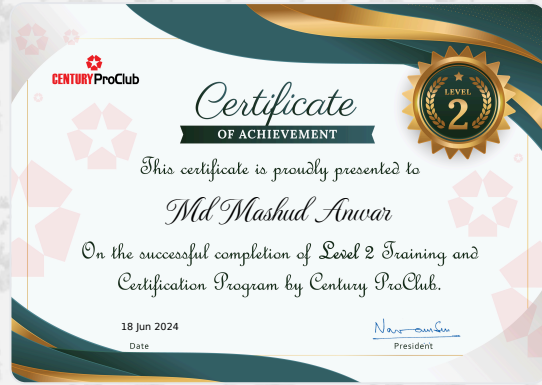 CENTURY ProClub
Certificate
OF ACHIEVEMENT
LEVEL
2
This certificate is proudly presented to
Md Mashud Anwar
On the successful completion of Level 2 Training and
Certification Program by Century ProClub.
18 Jun 2024
Date
President